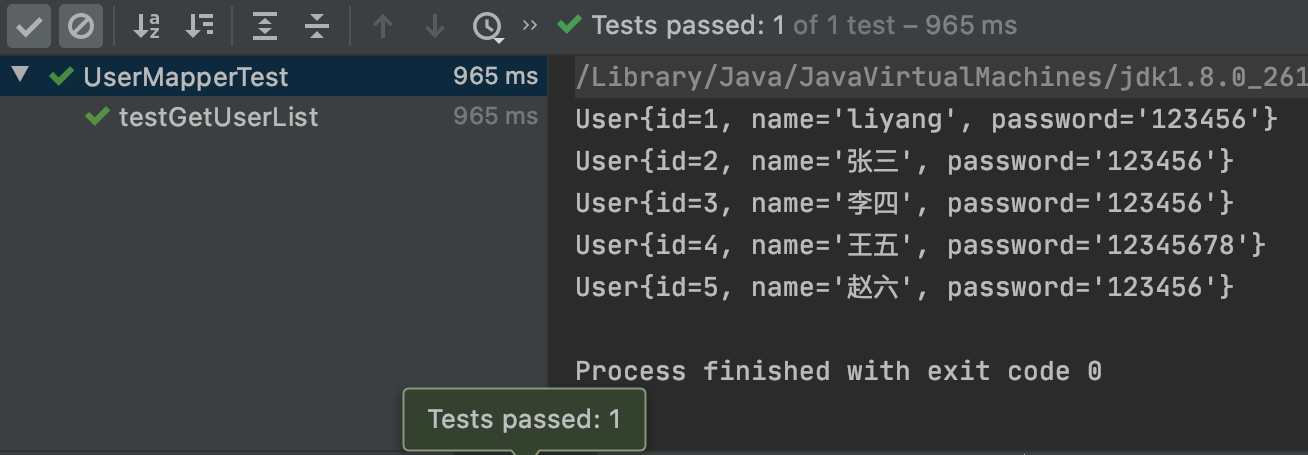 Tests passed: 1 of 1 test – 965 ms
UserMapperTest 965 ms
testGetUserList 965 ms
/Library/Java/JavaVirtualMachines/jdk1.8.0_261
User{id=1, name='liyang', password='123456'}
User{id=2, name='张三', password='123456'}
User{id=3, name='李四', password='123456'}
User{id=4, name='王五', password='12345678'}
User{id=5, name='赵六', password='123456'}
Process finished with exit code 0
Tests passed: 1